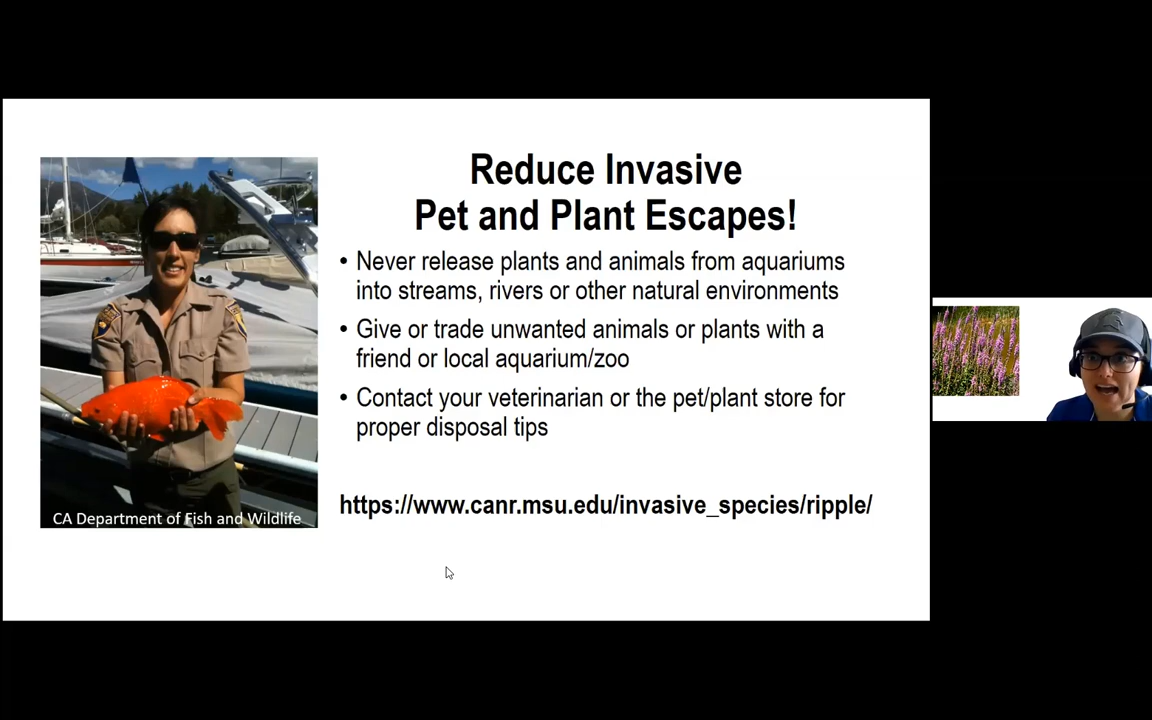 Reduce Invasive
Pet and Plant Escapes!
• Never release plants and animals from aquariums
into streams, rivers or other natural environments
• Give or trade unwanted animals or plants with a
friend or local aquarium/zoo
• Contact your veterinarian or the pet/plant store for
proper disposal tips
https://www.canr.msu.edu/invasive_species/ripple/
CA Department of Fish and Wildlife